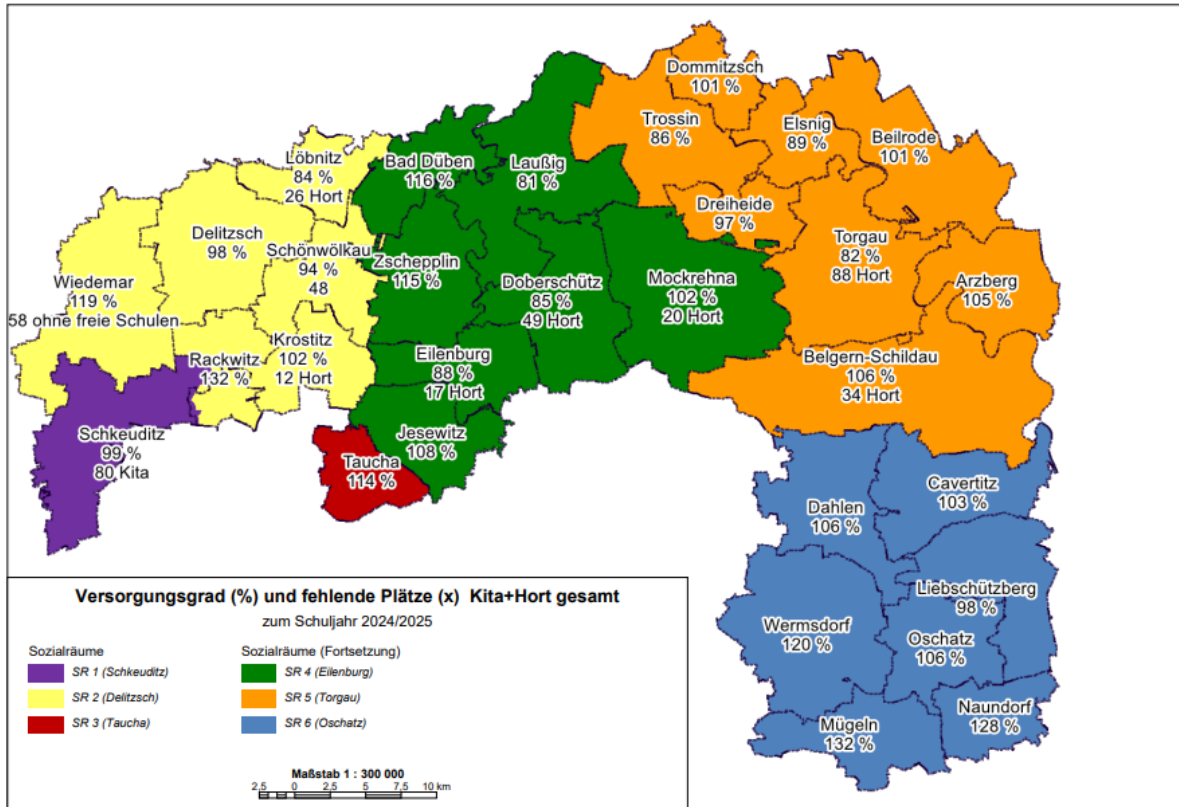 Dommitzsch
101 %
Trossin
86 %
Elsnig
89 %
Beilrode
101 %
Löbnitz
84 %
26 Hort
Bad Düben
116 %
Laußig
81 %
Dreiheide
97 %
Delitzsch
98 %
Schönwölkau
94 %
48
Zschepplin
115 %
Torgau
82 %
88 Hort
Wiedemar
119 %
58 ohne freie Schulen
Doberschütz
85 %
49 Hort
Mockrehna
102 %
20 Hort
Arzberg
105 %
Rackwitz
132 %
Krostitz
102 %
12 Hort
Eilenburg
88 %
17 Hort
Belgern-Schildau
106 %
34 Hort
Schkeuditz
99 %
80 Kita
Taucha
114 %
Jesewitz
108 %
Dahlen
106 %
Cavertitz
103 %
Liebschützberg
98 %
Wermsdorf
120 %
Oschatz
106 %
Naundorf
128 %
Mügeln
132 %
Versorgungsgrad (%) und fehlende Plätze (x) Kita+Hort gesamt
zum Schuljahr 2024/2025
Sozialräume
SR 1 (Schkeuditz)
SR 2 (Delitzsch)
SR 3 (Taucha)
Sozialräume (Fortsetzung)
SR 4 (Eilenburg)
SR 5 (Torgau)
SR 6 (Oschatz)
Maßstab 1 : 300 000
2,5 0 2,5 5 7,5 10 km